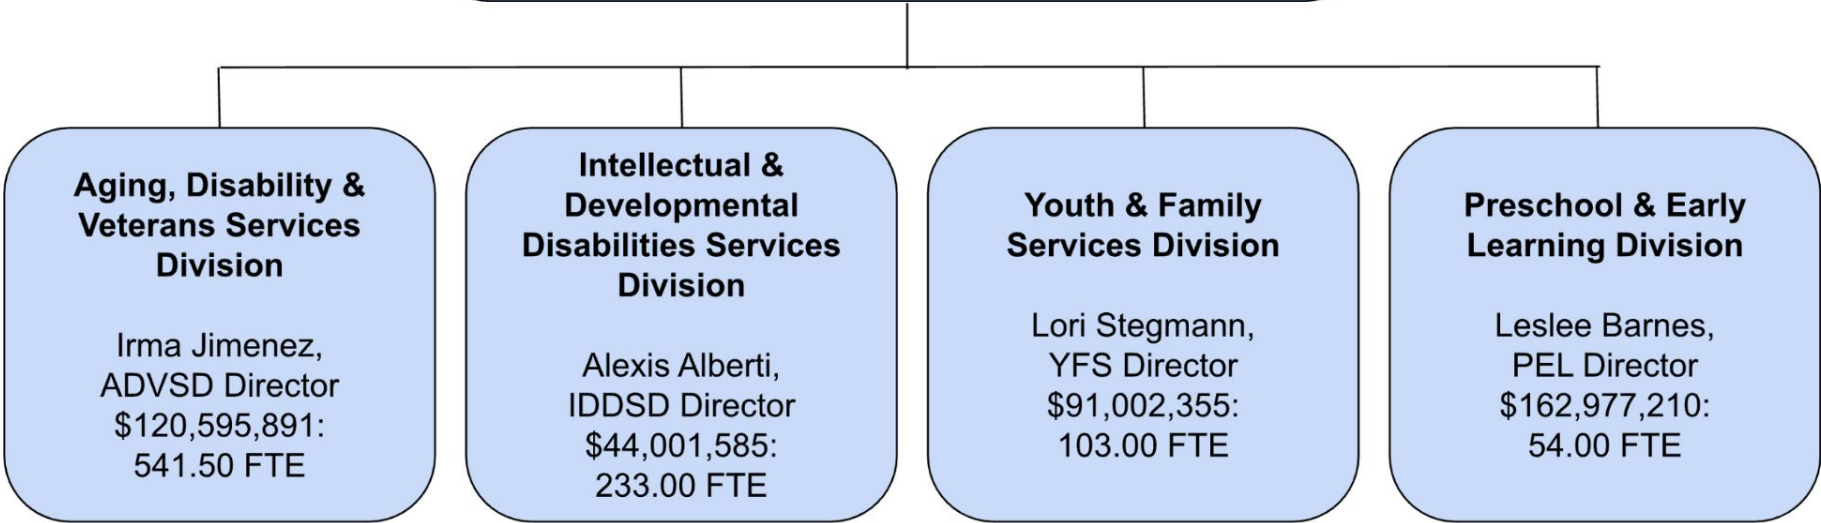 Aging, Disability &
Veterans Services
Division
Irma Jimenez,
ADVSD Director
$120,595,891:
541.50 FTE
Intellectual &
Developmental
Disabilities Services
Division
Alexis Alberti,
IDDSD Director
$44,001,585:
233.00 FTE
Youth & Family
Services Division
Lori Stegmann,
YFS Director
$91,002,355:
103.00 FTE
Preschool & Early
Learning Division
Leslee Barnes,
PEL Director
$162,977,210:
54.00 FTE